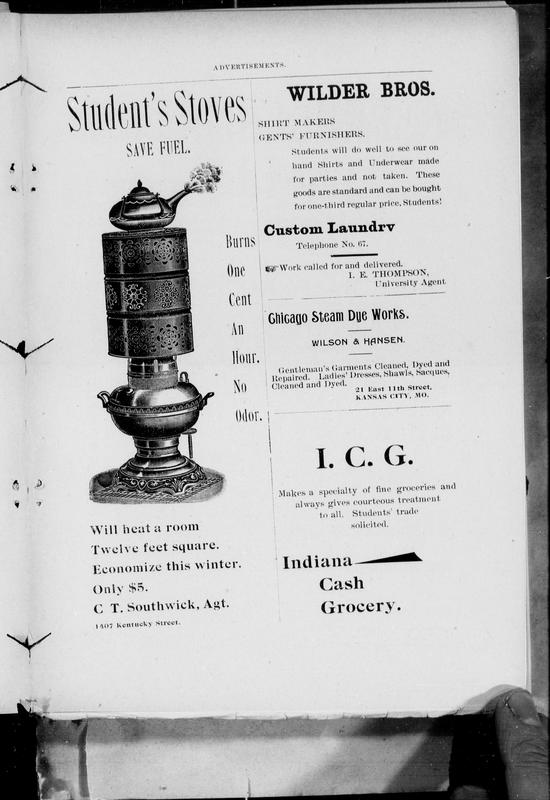 ADVERTISEMENTS.
Student's Stoves
SAVE FUEL.
Burns
One
Cent
An
Hour.
No
Odor.
Will heat a room
Twelve feet square.
Economize this winter.
Only $5.
C T. Southwick, Agt.
1407 Kentucky Street.
WILDER BROS.
SHIRT MAKERS
GENTS' FURNISHERS.
Students will do well to see our on
hand Shirts and Underwear made
for parties and not taken. These
goods are standard and can be bought
for one-third regular price, Students!
Custom Laundry
Telephone No. 67.
Work called for and delivered.
I. E. THOMPSON,
University Agent
Chicago Steam Dye Works.
WILSON & HANSEN.
Gentleman's Garments Cleaned, Dyed and
Repaired. Ladies' Dresses, Shawls, Sacques,
Cleaned and Dyed.
21 East 11th Street,
KANSAS CITY, MO.
I. C. G.
Makes a specialty of fine groceries and
always gives courteous treatment
to all. Students' trade
solicited.
Indiana
Cash
Grocery.